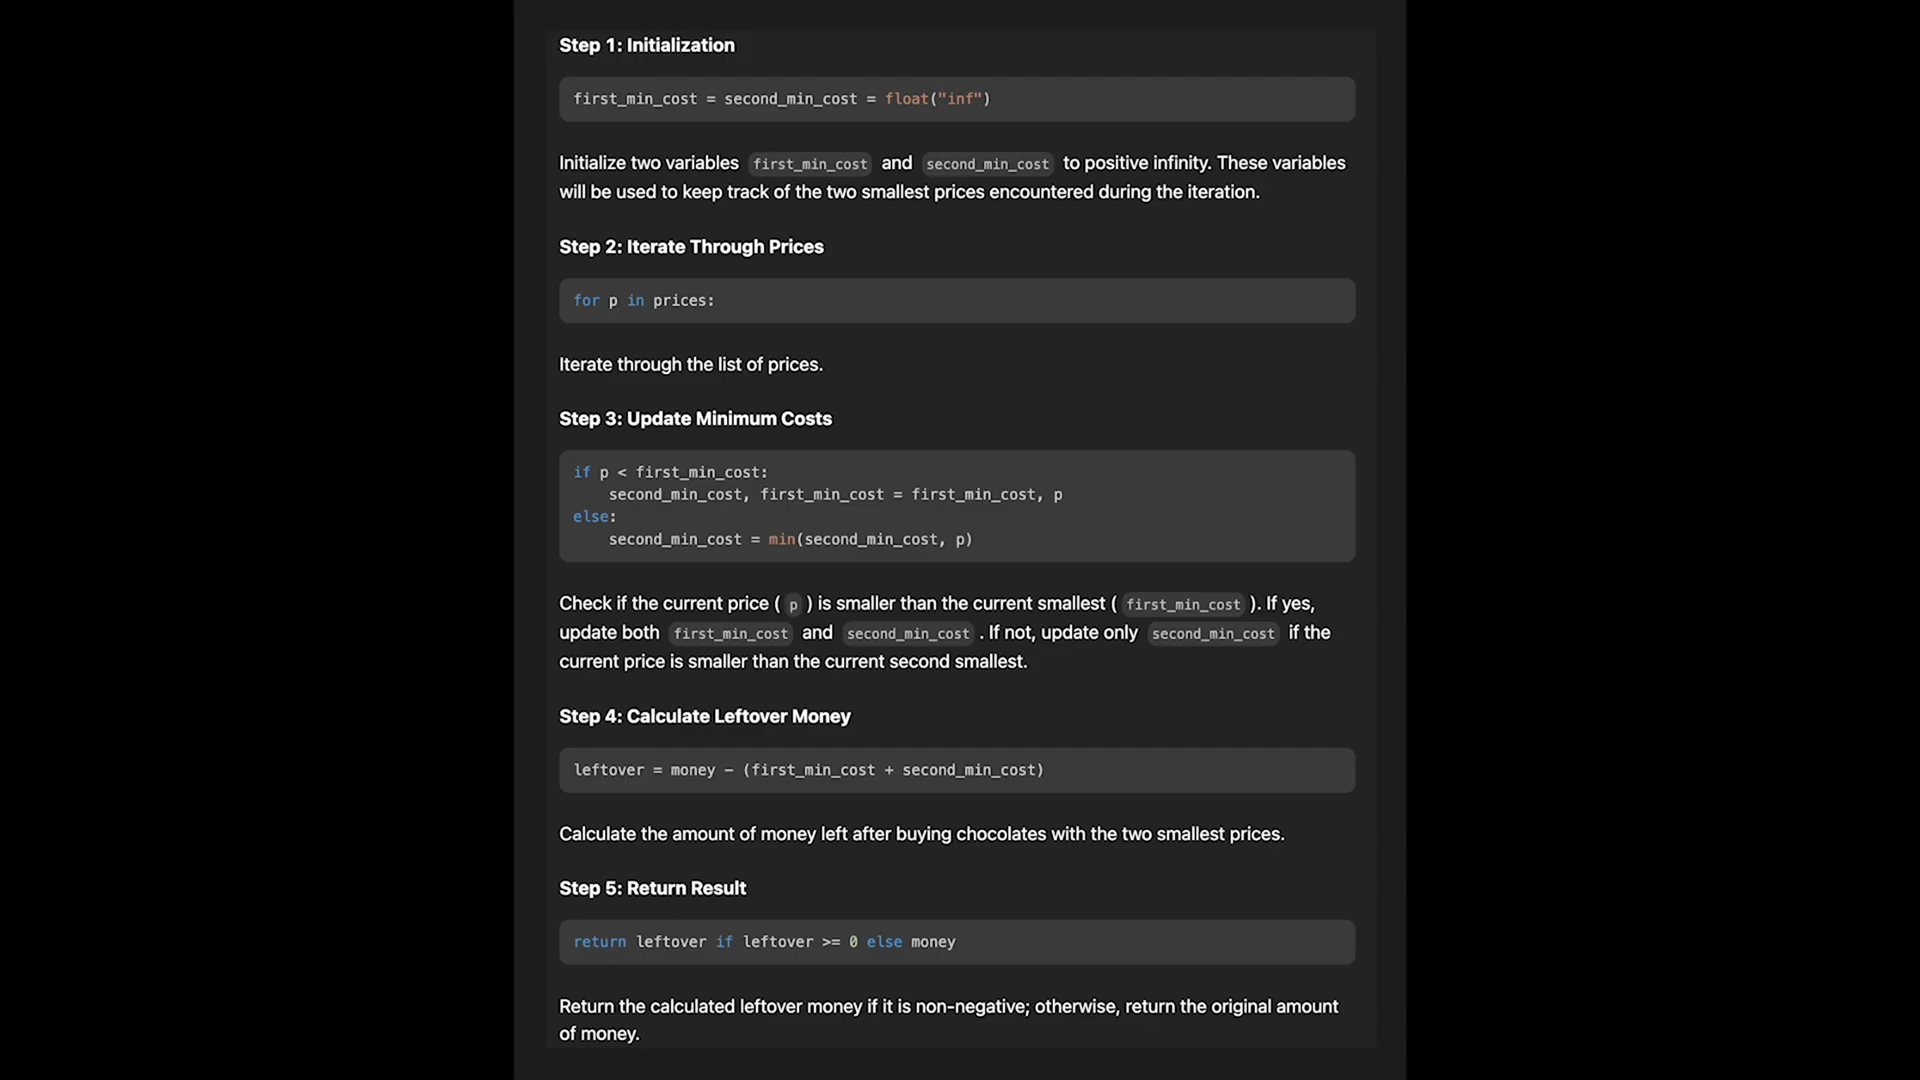 Step 1: Initialization
first_min_cost = second_min_cost = float("inf")
Initialize two variables first_min_cost and second_min_cost to positive infinity. These variables
will be used to keep track of the two smallest prices encountered during the iteration.
Step 2: Iterate Through Prices
for p in prices:
Iterate through the list of prices.
Step 3: Update Minimum Costs
if p < first_min_cost:
    second_min_cost, first_min_cost = first_min_cost, p
else:
    second_min_cost = min(second_min_cost, p)
Check if the current price ( p ) is smaller than the current smallest ( first_min_cost ). If yes,
update both first_min_cost and second_min_cost . If not, update only second_min_cost if the
current price is smaller than the current second smallest.
Step 4: Calculate Leftover Money
leftover = money - (first_min_cost + second_min_cost)
Calculate the amount of money left after buying chocolates with the two smallest prices.
Step 5: Return Result
return leftover if leftover >= 0 else money
Return the calculated leftover money if it is non-negative; otherwise, return the original amount
of money.